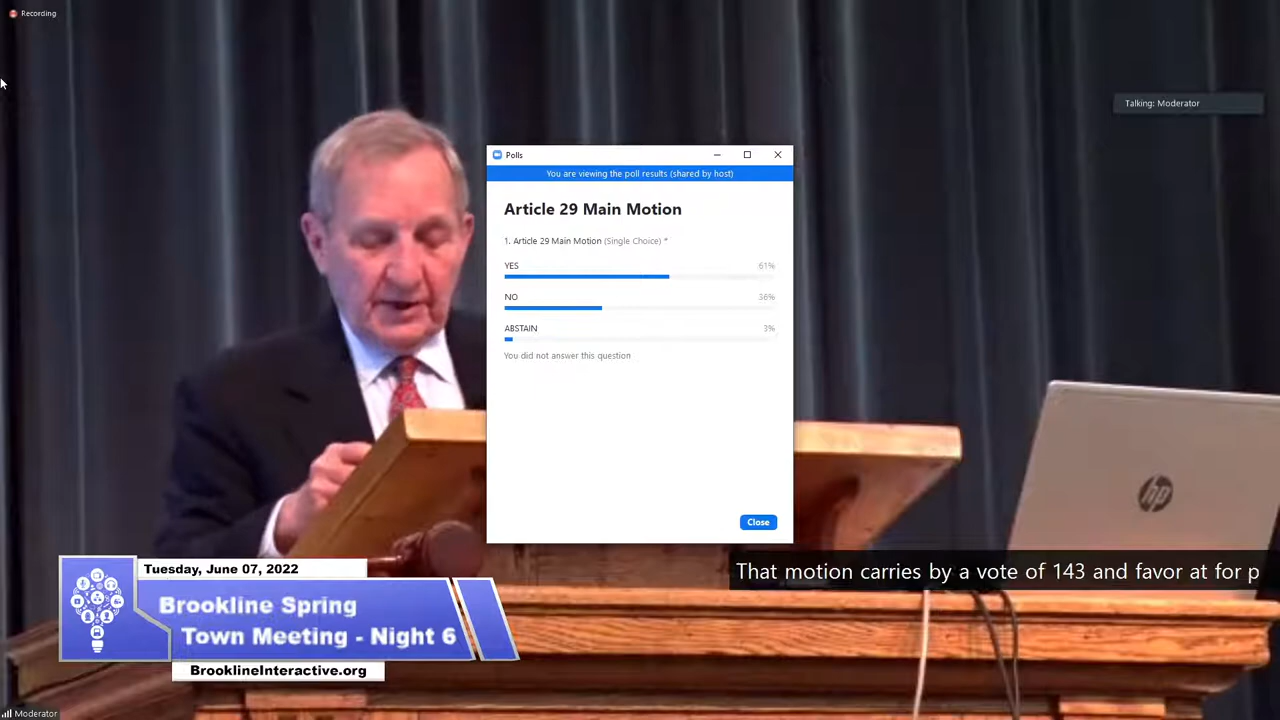 Recording
Talking: Moderator
Polls
You are viewing the poll results (shared by host)
Article 29 Main Motion
1. Article 29 Main Motion (Single Choice) *
YES 61%
NO 36%
ABSTAIN 3%
You did not answer this question
Close
hp
That motion carries by a vote of 143 and favor at for p
Tuesday, June 07, 2022
Brookline Spring
Town Meeting - Night 6
BrooklineInteractive.org
Moderator